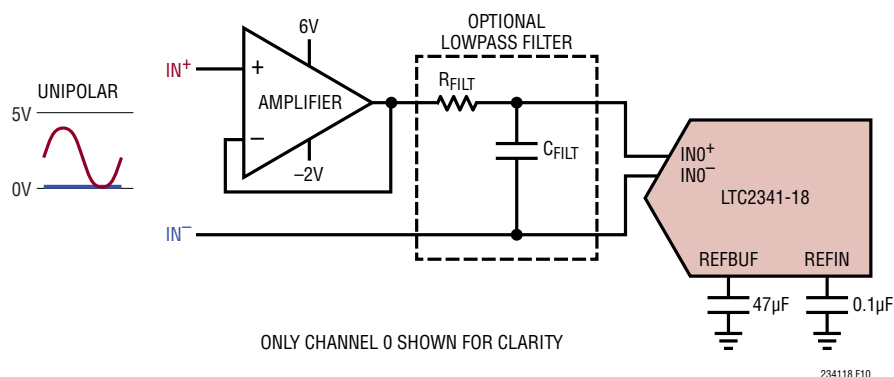 OPTIONAL
LOWPASS FILTER
6V
IN+
+
UNIPOLAR
AMPLIFIER
RFILT
5V
–
CFILT
IN0+
IN0–
0V
–2V
LTC2341-18
IN–
REFBUF
REFIN
47µF
0.1µF
ONLY CHANNEL 0 SHOWN FOR CLARITY
234118 F10